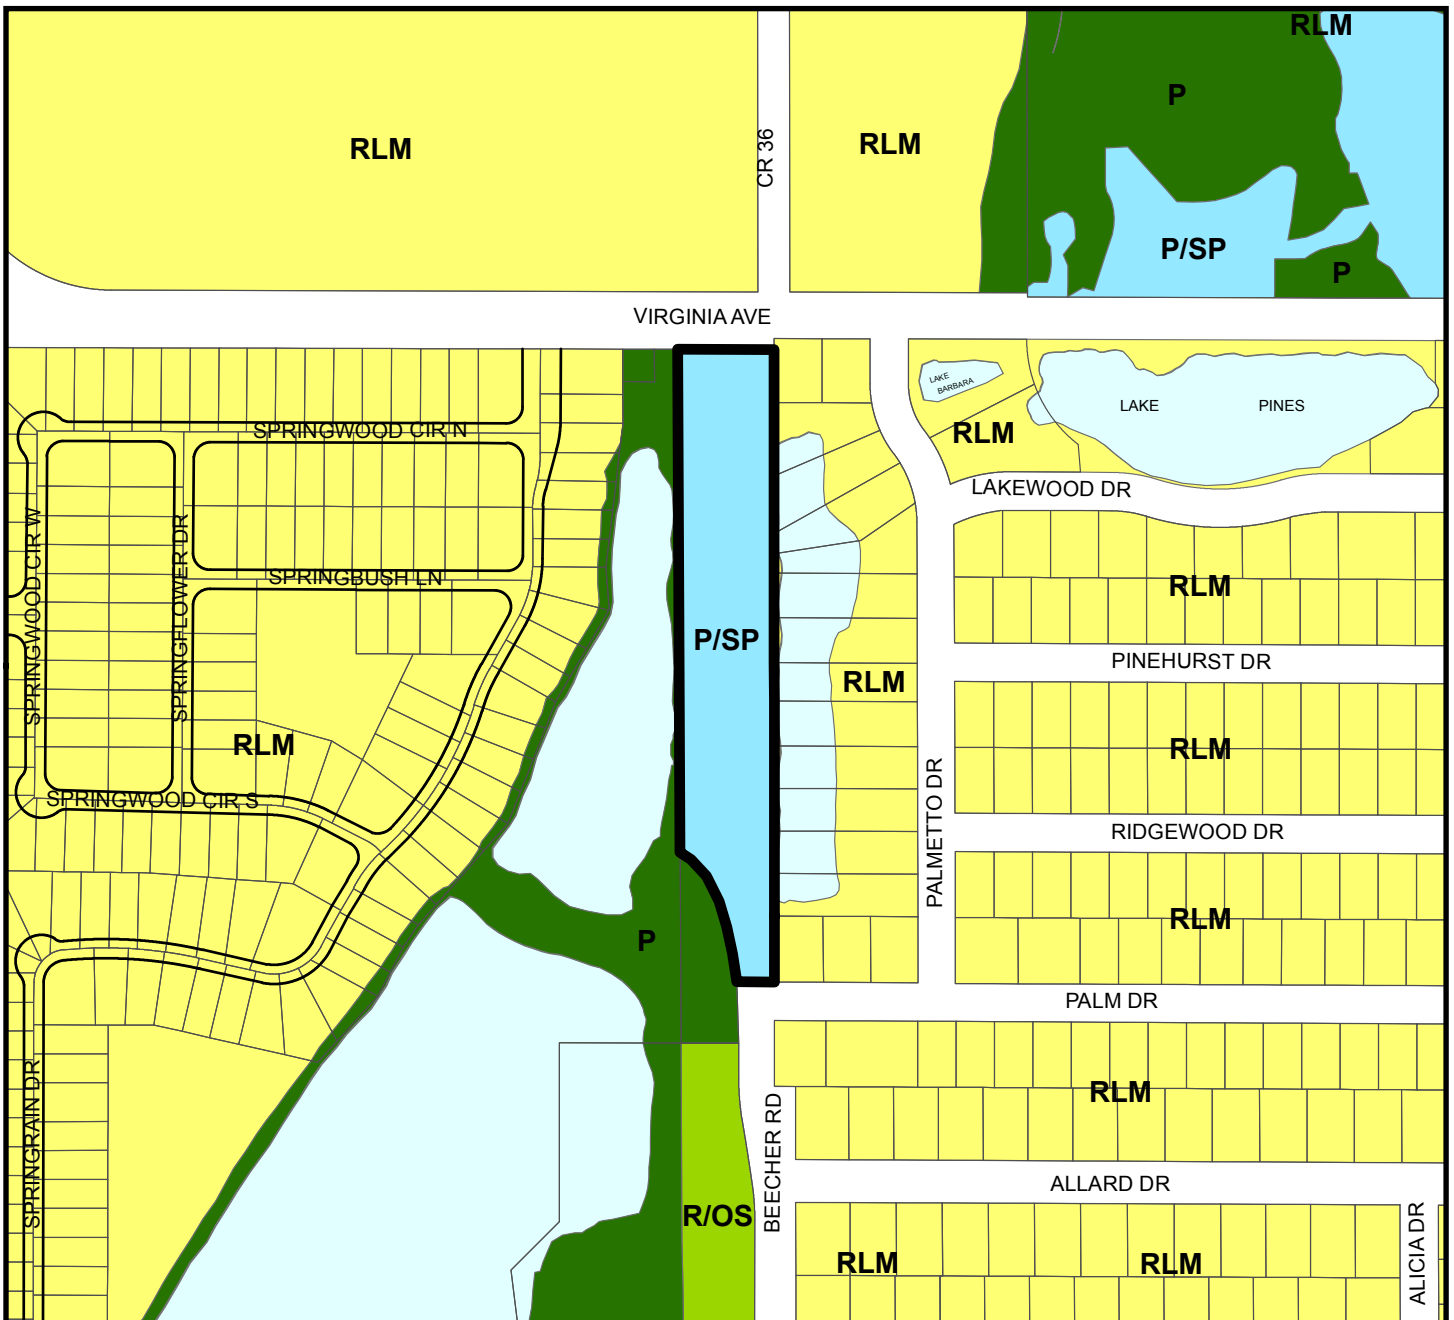 RLM
P
RLM
RLM
CR 36
P/SP
P
VIRGINIA AVE
LAKE
BARBARA
LAKE PINES
SPRINGWOOD CIR N
RLM
LAKEWOOD DR
SPRINGWOOD CIR W
SPRINGFLOWER DR
SPRINGBUSH LN
RLM
P/SP
PINEHURST DR
RLM
RLM
RLM
SPRINGWOOD CIR S
PALMETTO DR
RIDGEWOOD DR
RLM
P
PALM DR
RLM
SPRINGRAIN DR
BEECHER RD
ALLARD DR
R/OS
ALICIA DR
RLM
RLM